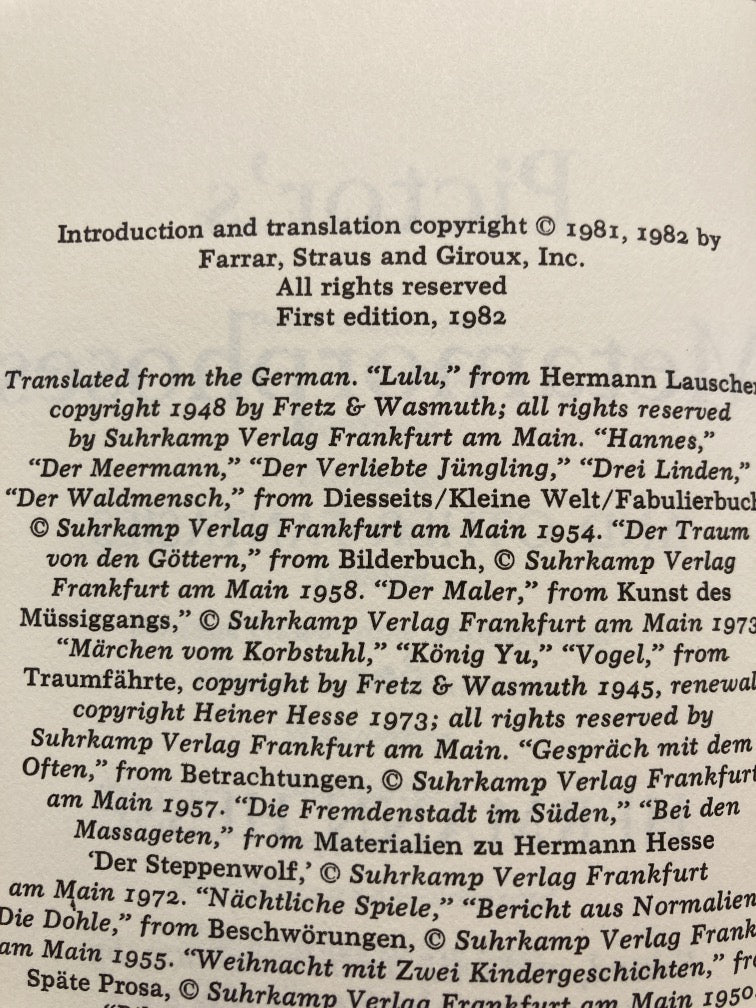 Introduction and translation copyright © 1981, 1982 by
Farrar, Straus and Giroux, Inc.
All rights reserved
First edition, 1982
Translated from the German. “Lulu,” from Hermann Lauscher
copyright 1948 by Fretz & Wasmuth; all rights reserved
by Suhrkamp Verlag Frankfurt am Main. “Hannes,”
“Der Meermann,” “Der Verliebte Jüngling,” “Drei Linden,”
“Der Waldmensch,” from Diesseits/Kleine Welt/Fabulierbuch
© Suhrkamp Verlag Frankfurt am Main 1954. “Der Traum
von den Göttern,” from Bilderbuch, © Suhrkamp Verlag
Frankfurt am Main 1958. “Der Maler,” from Kunst des
Müssiggangs,” © Suhrkamp Verlag Frankfurt am Main 1973
“Märchen vom Korbstuhl,” “König Yu,” “Vogel,” from
Traumfährte, copyright by Fretz & Wasmuth 1945, renewal
copyright Heiner Hesse 1973; all rights reserved by
Suhrkamp Verlag Frankfurt am Main. “Gespräch mit dem
Often,” from Betrachtungen, © Suhrkamp Verlag Frankfurt
am Main 1957. “Die Fremdenstadt im Süden,” “Bei den
Massageten,” from Materialien zu Hermann Hesse
‘Der Steppenwolf,’ © Suhrkamp Verlag Frankfurt
am Main 1972. “Nächtliche Spiele,” “Bericht aus Normalien
Die Dohle,” from Beschwörungen, © Suhrkamp Verlag Frank
am Main 1955. “Weihnacht mit Zwei Kindergeschichten,” fr
Späte Prosa, © Suhrkamp Verlag Frankfurt am Main 1950